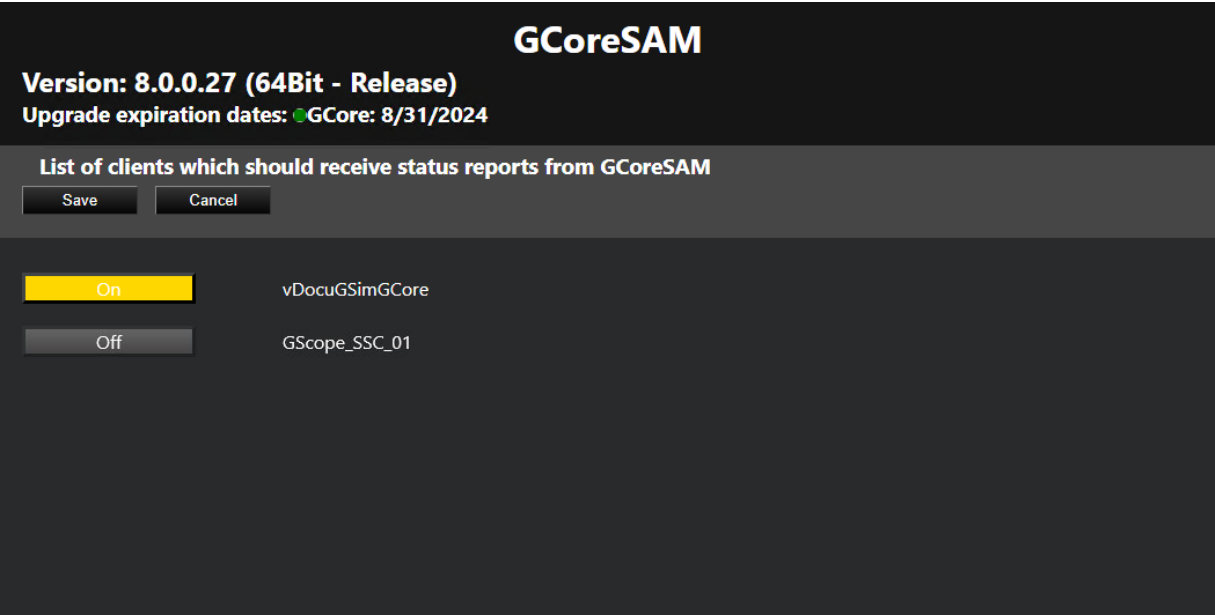 GCoreSAM
Version: 8.0.0.27 (64Bit - Release)
Upgrade expiration dates: GCore: 8/31/2024
List of clients which should receive status reports from GCoreSAM
Save Cancel
On vDocuGSimGCore
Off GScope_SSC_01